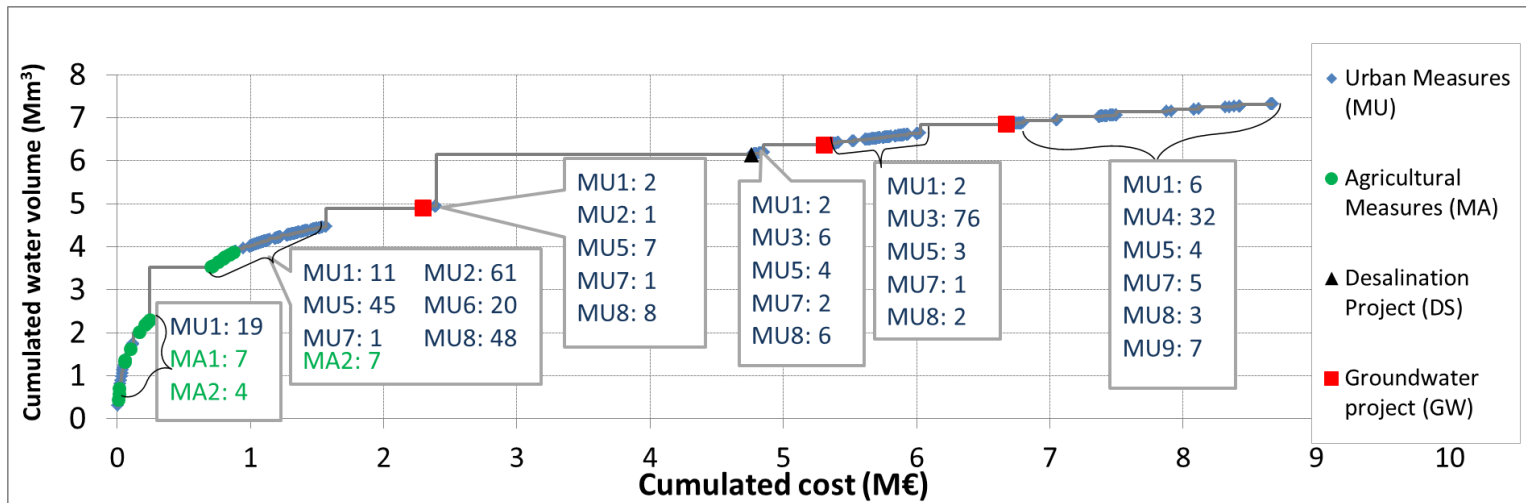 Cumulated water volume (Mm³)
8
7
6
5
4
3
2
1
0
MU1: 19
MA1: 7
MA2: 4
MU1: 11 MU2: 61
MU5: 45 MU6: 20
MU7: 1 MU8: 48
MA2: 7
MU1: 2
MU2: 1
MU5: 7
MU7: 1
MU8: 8
MU1: 2
MU3: 6
MU5: 4
MU7: 2
MU8: 6
MU1: 2
MU3: 76
MU5: 3
MU7: 1
MU8: 2
MU1: 6
MU4: 32
MU5: 4
MU7: 5
MU8: 3
MU9: 7
Urban Measures
(MU)
Agricultural
Measures (MA)
Desalination
Project (DS)
Groundwater
project (GW)
0 1 2 3 4 5 6 7 8 9 10
Cumulated cost (M€)